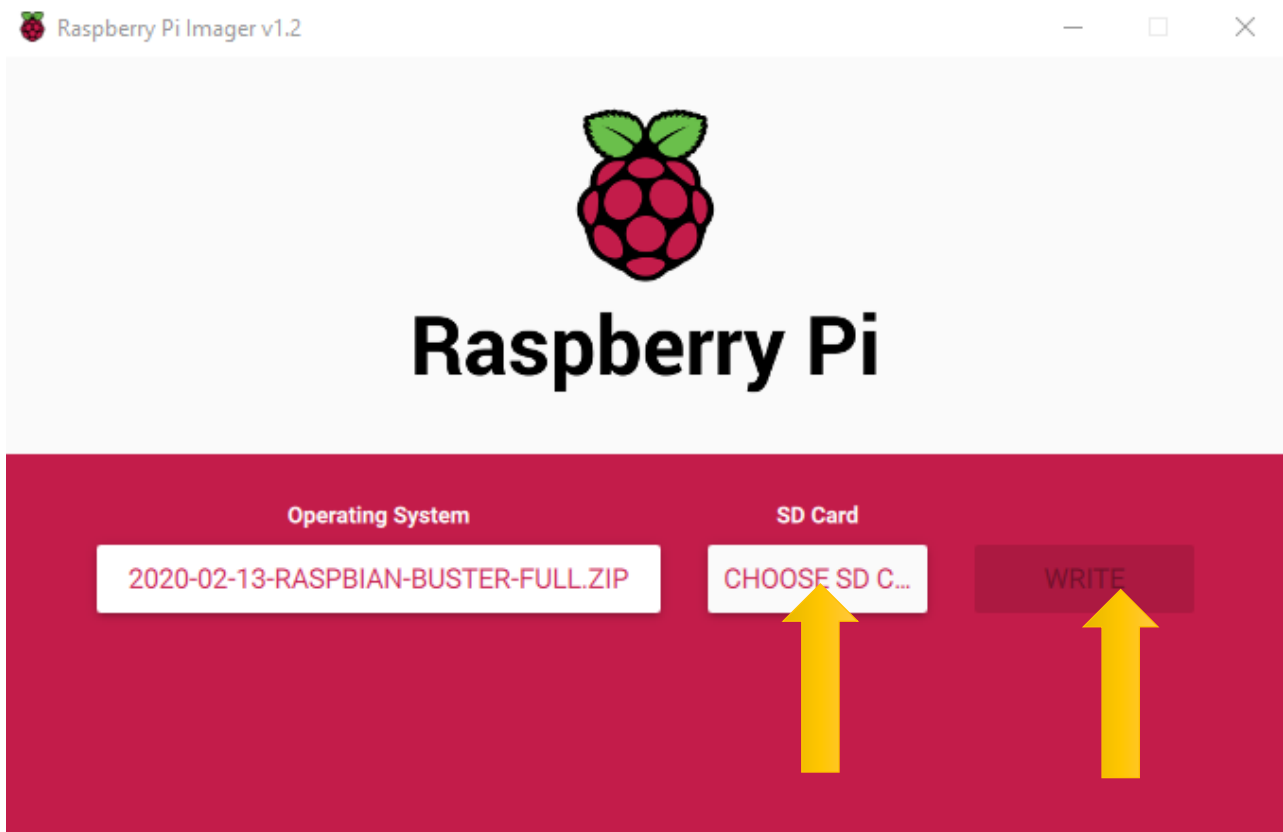 Raspberry Pi Imager v1.2
Raspberry Pi
Operating System
SD Card
2020-02-13-RASPBIAN-BUSTER-FULL.ZIP
CHOOSE SD C...
WRITE